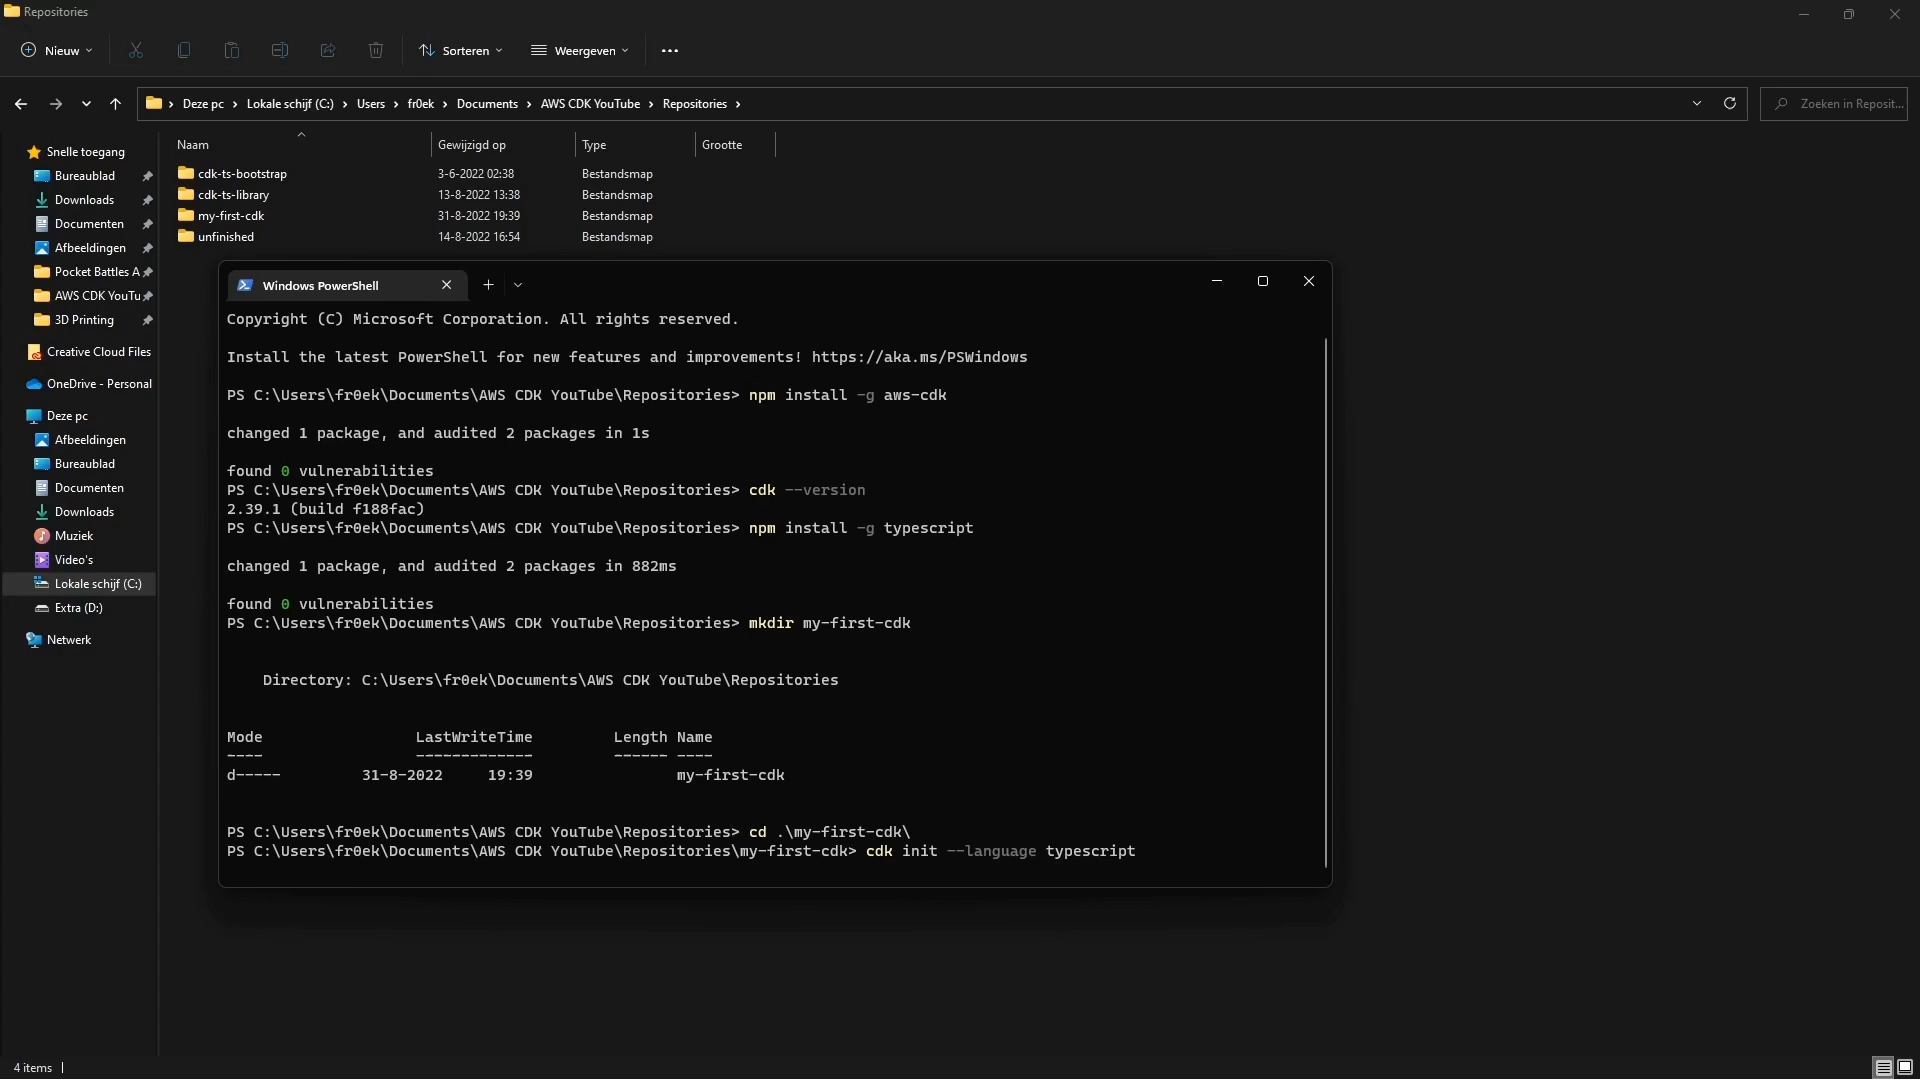 Repositories
Nieuw
Sorteren
Weergeven
Deze pc
Lokale schijf (C:)
Users
fr0ek
Documents
AWS CDK YouTube
Repositories
Zoeken in Reposit...
Naam Gewijzigd op Type Grootte
cdk-ts-bootstrap 3-6-2022 02:38 Bestandsmap
cdk-ts-library 13-8-2022 13:38 Bestandsmap
my-first-cdk 31-8-2022 19:39 Bestandsmap
unfinished 14-8-2022 16:54 Bestandsmap
Snelle toegang
Bureaublad
Downloads
Documenten
Afbeeldingen
Pocket Battles A
AWS CDK YouTu
3D Printing
Creative Cloud Files
OneDrive - Personal
Deze pc
Afbeeldingen
Bureaublad
Documenten
Downloads
Muziek
Video's
Lokale schijf (C:)
Extra (D:)
Netwerk
Windows PowerShell
Copyright (C) Microsoft Corporation. All rights reserved.
Install the latest PowerShell for new features and improvements! https://aka.ms/PSWindows
PS C:\Users\fr0ek\Documents\AWS CDK YouTube\Repositories> npm install -g aws-cdk
changed 1 package, and audited 2 packages in 1s
found 0 vulnerabilities
PS C:\Users\fr0ek\Documents\AWS CDK YouTube\Repositories> cdk --version
2.39.1 (build f188fac)
PS C:\Users\fr0ek\Documents\AWS CDK YouTube\Repositories> npm install -g typescript
changed 1 package, and audited 2 packages in 882ms
found 0 vulnerabilities
PS C:\Users\fr0ek\Documents\AWS CDK YouTube\Repositories> mkdir my-first-cdk
Directory: C:\Users\fr0ek\Documents\AWS CDK YouTube\Repositories
Mode LastWriteTime Length Name
---- ------------- ------ ----
d----- 31-8-2022 19:39 my-first-cdk
PS C:\Users\fr0ek\Documents\AWS CDK YouTube\Repositories> cd .\my-first-cdk\
PS C:\Users\fr0ek\Documents\AWS CDK YouTube\Repositories\my-first-cdk> cdk init --language typescript
4 items